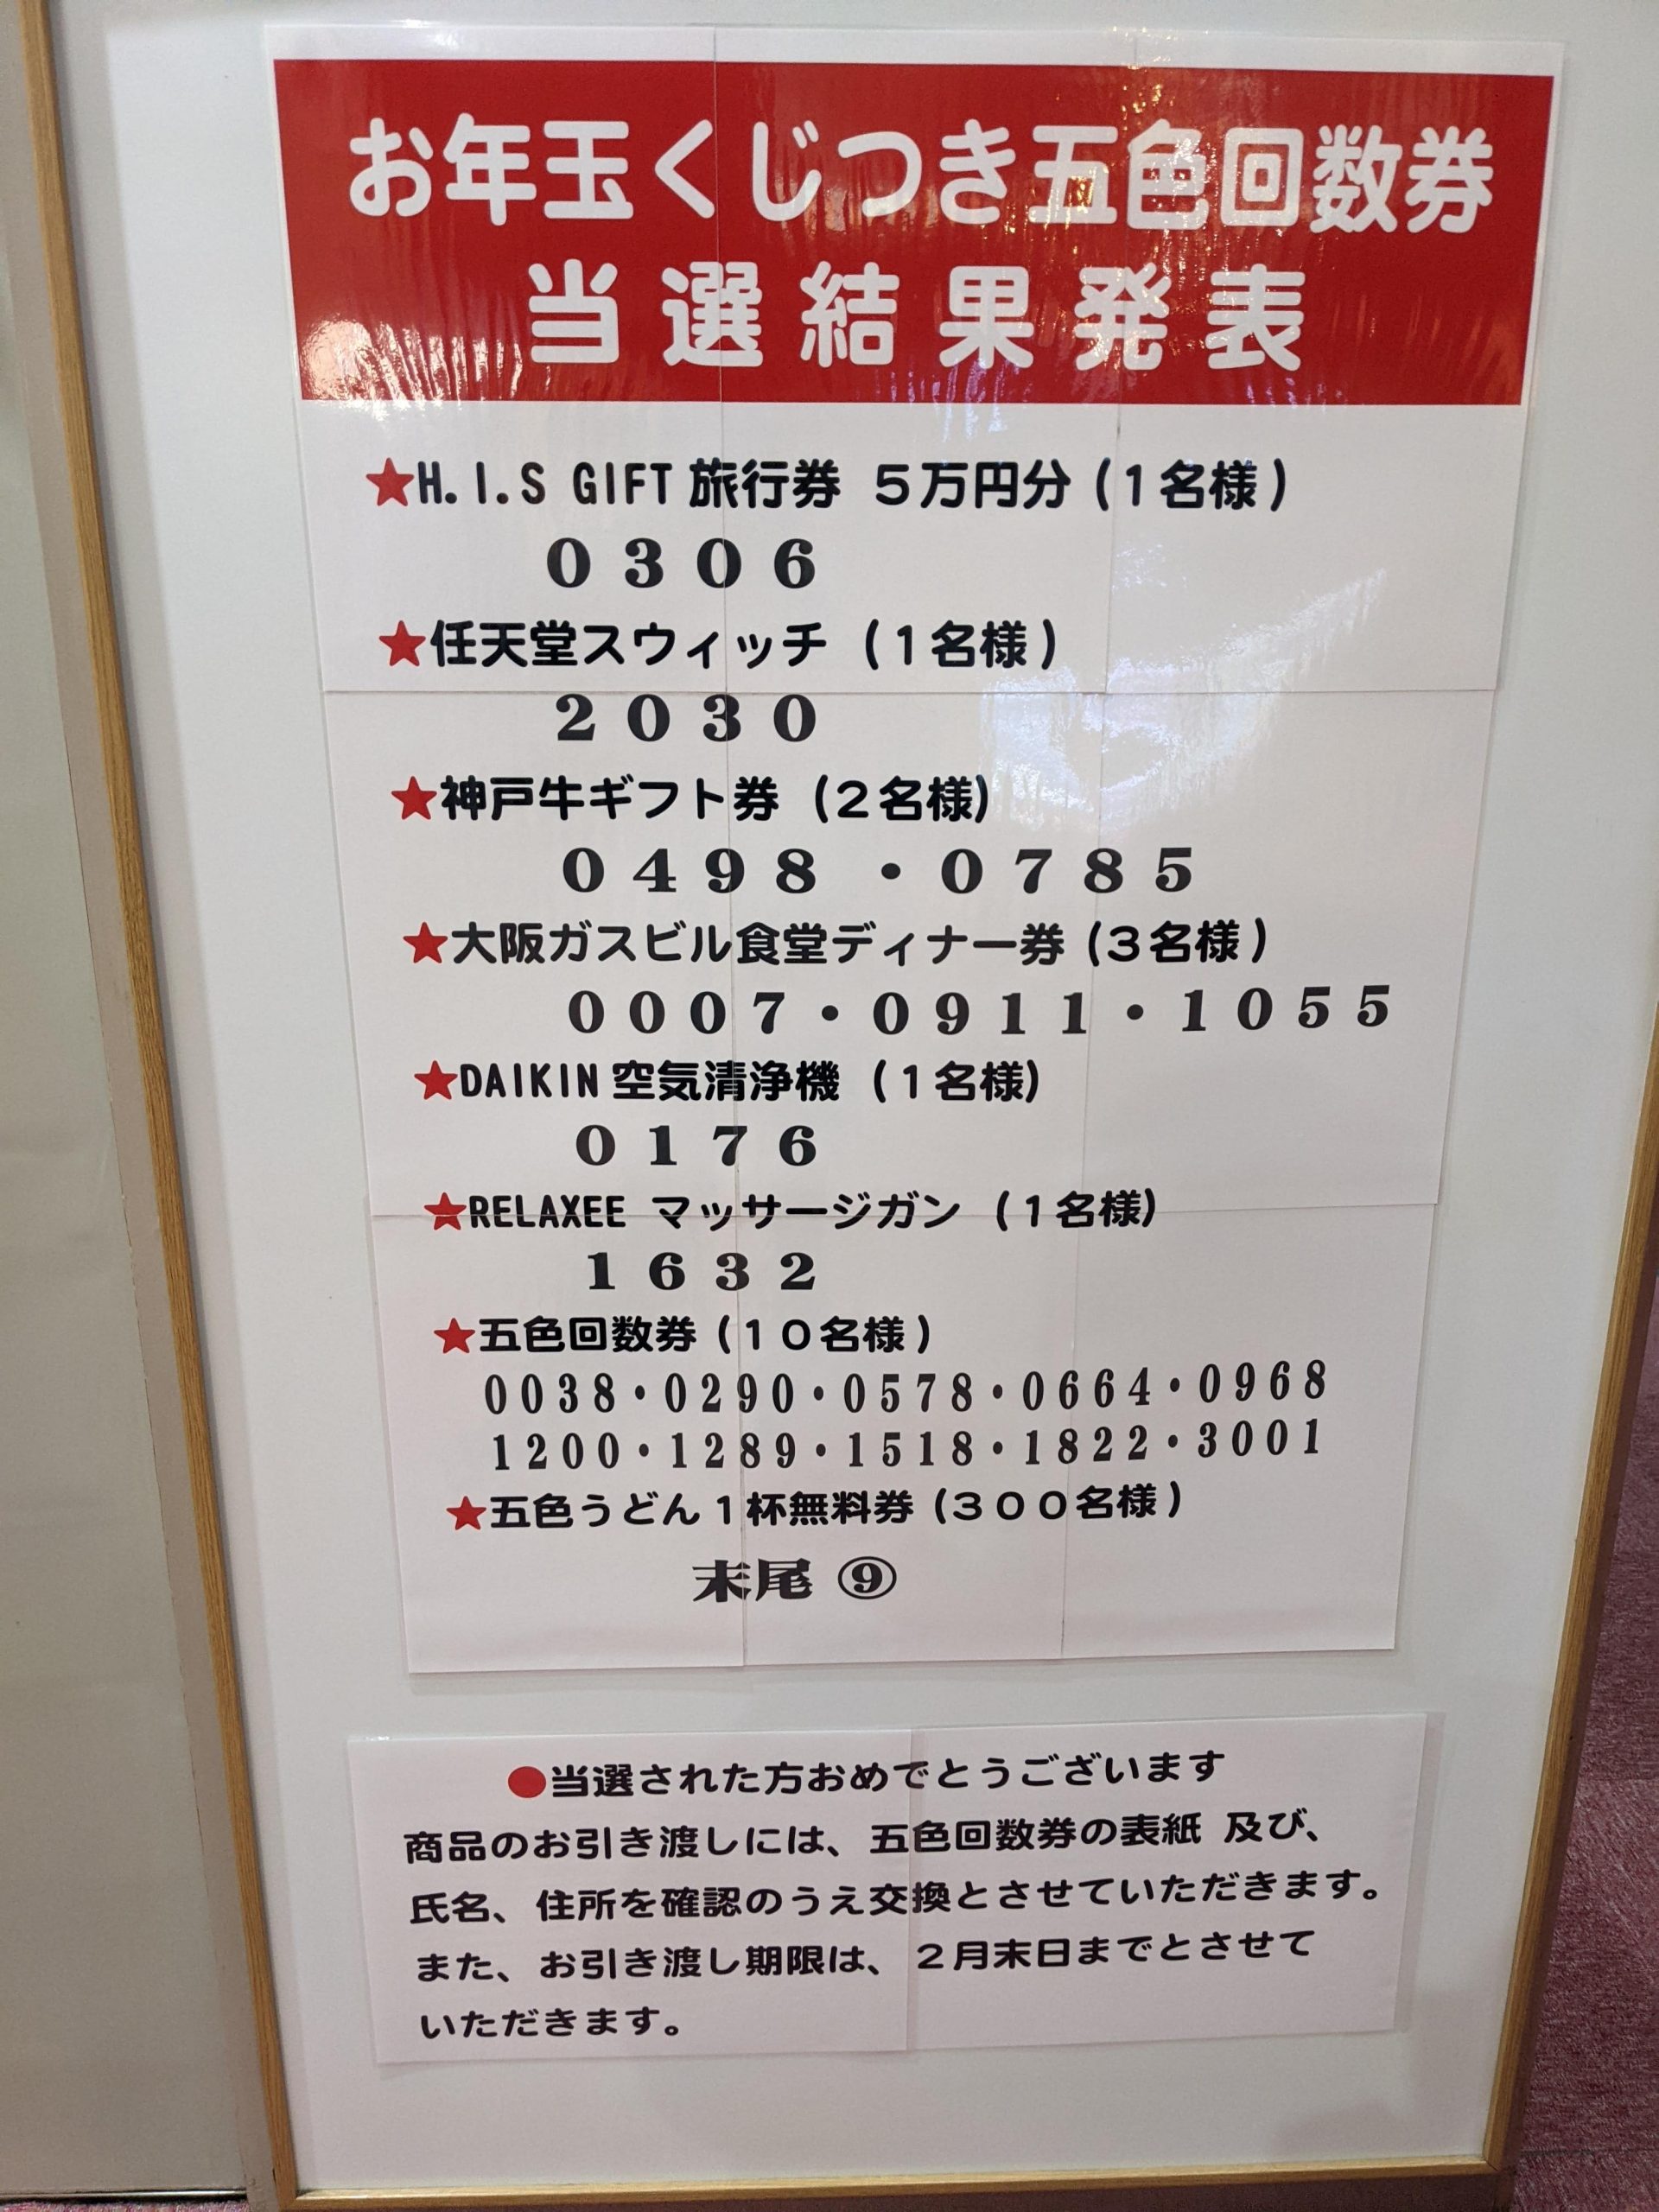 お年玉くじつき五色回数券
当選結果発表
★H.I.S GIFT 旅行券 5万円分(1名様)
0306
★任天堂スウィッチ (1名様)
2030
★神戸牛ギフト券 (2名様)
0498・0785
★大阪ガスビル食堂ディナー券(3名様)
0007・0911・1055
★DAIKIN 空気清浄機 (1名様)
0176
★RELAXEE マッサージガン (1名様)
1632
★五色回数券(10名様)
0038・0290・0578・0664・0968
1200・1289・1518・1822・3001
★五色うどん1杯無料券(300名様)
末尾 ⑨
●当選された方おめでとうございます
商品のお引き渡しには、五色回数券の表紙 及び、
氏名、住所を確認のうえ交換とさせていただきます。
また、お引き渡し期限は、2月末日までとさせて
いただきます。